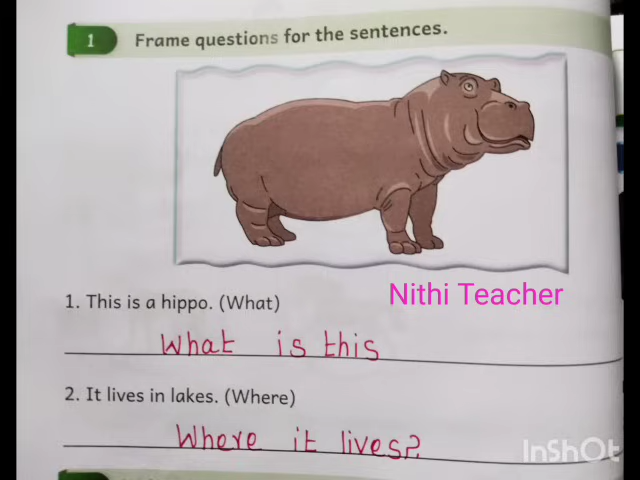 1 Frame questions for the sentences.
Nithi Teacher
1. This is a hippo. (What)
What is this
2. It lives in lakes. (Where)
Where it lives?
InShOt